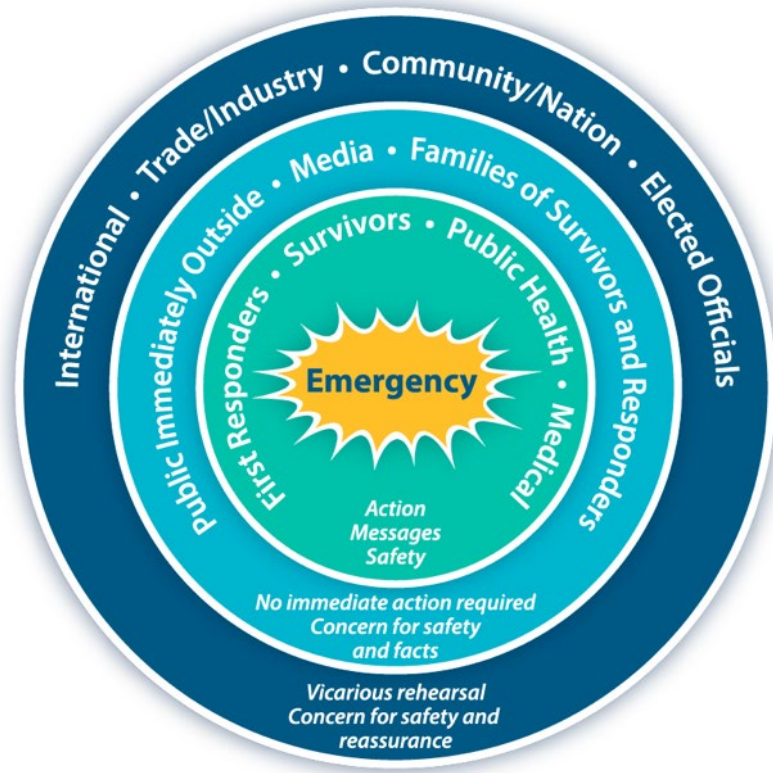 International • Trade/Industry • Community/Nation • Elected Officials
Public Immediately Outside • Media • Families of Survivors and Responders
First Responders • Survivors • Public Health • Medical
Emergency
Action
Messages
Safety
No immediate action required
Concern for safety
and facts
Vicarious rehearsal
Concern for safety and
reassurance